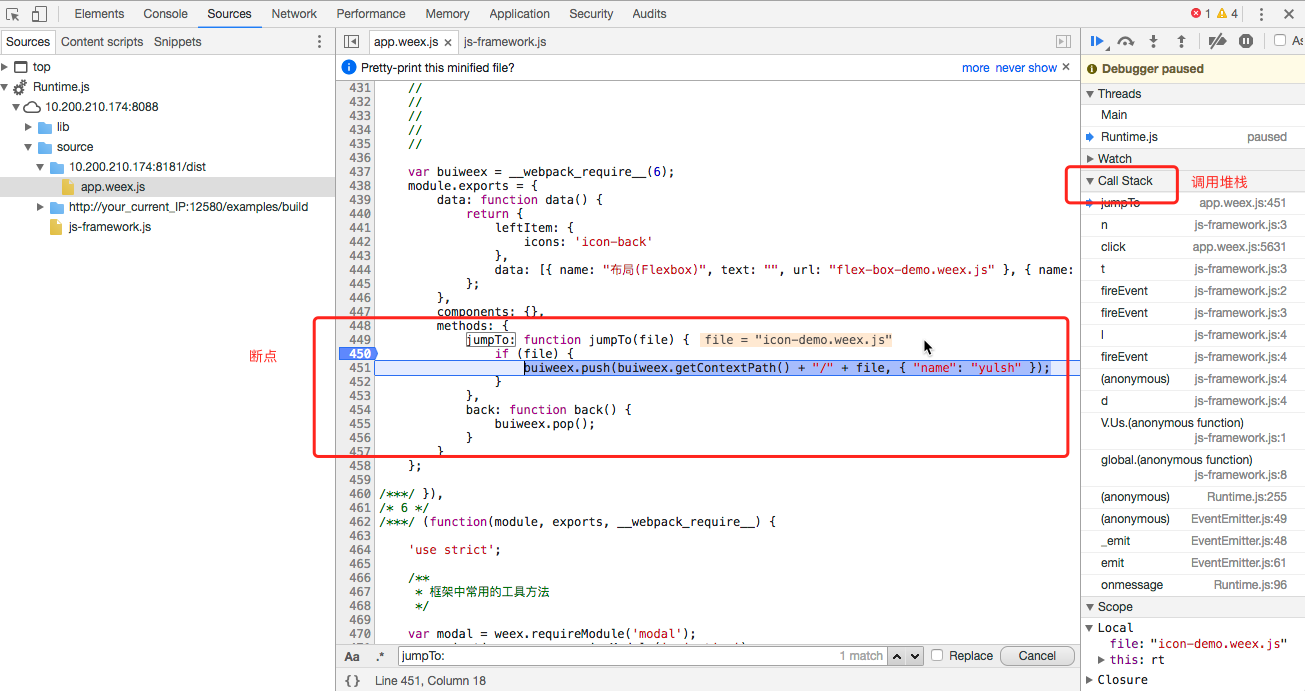 Elements Console Sources Network Performance Memory Application Security Audits 1 4
Sources Content scripts Snippets
app.weex.js × js-framework.js
As
top
Runtime.js
10.200.210.174:8088
lib
source
10.200.210.174:8181/dist
app.weex.js
http://your_current_IP:12580/examples/build
js-framework.js
断点
Pretty-print this minified file? more never show ×
431 //
432 //
433 //
434 //
435 //
436
437 var buiweex = __webpack_require__(6);
438 module.exports = {
439 data: function data() {
440 return {
441 leftItem: {
442 icons: 'icon-back'
443 },
444 data: [{ name: "布局(Flexbox)", text: "", url: "flex-box-demo.weex.js" }, { name:
445 };
446 },
447 components: {},
448 methods: {
449 jumpTo: function jumpTo(file) { file = "icon-demo.weex.js"
450 if (file) {
451 buiweex.push(buiweex.getContextPath() + "/" + file, { "name": "yulsh" });
452 }
453 },
454 back: function back() {
455 buiweex.pop();
456 }
457 }
458 };
459
460 /***/ }),
461 /* 6 */
462 /***/ (function(module, exports, __webpack_require__) {
463
464 'use strict';
465
466 /**
467 * 框架中常用的工具方法
468 */
469
470 var modal = weex.requireModule('modal');
Aa .* jumpTo: 1 match Replace Cancel
{} Line 451, Column 18
Debugger paused
Threads
Main
Runtime.js paused
Watch
Call Stack 调用堆栈
jumpTo app.weex.js:451
n js-framework.js:3
click app.weex.js:5631
t js-framework.js:3
fireEvent js-framework.js:2
fireEvent js-framework.js:3
l js-framework.js:4
fireEvent js-framework.js:4
(anonymous) js-framework.js:4
d js-framework.js:4
V.Us.(anonymous function)
js-framework.js:1
global.(anonymous function)
js-framework.js:8
(anonymous) Runtime.js:255
(anonymous) EventEmitter.js:49
_emit EventEmitter.js:48
emit EventEmitter.js:61
onmessage Runtime.js:96
Scope
Local
file: "icon-demo.weex.js"
this: rt
Closure